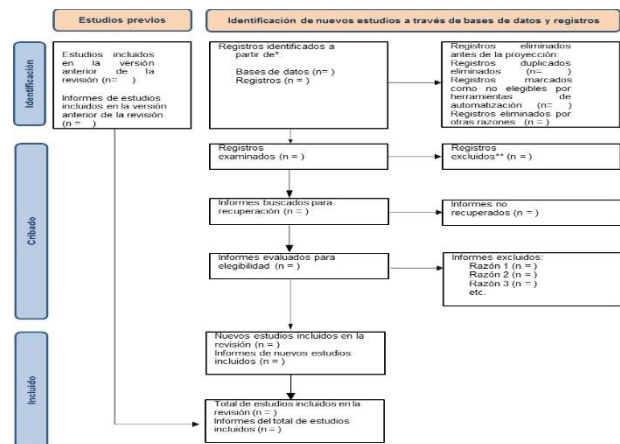 Estudios previos
Identificación de nuevos estudios a través de bases de datos y registros
Identificación
Estudios incluidos
en la versión
anterior de la
revisión (n= )
Informes de estudios
incluidos en la versión
anterior de la revisión
(n = )
Registros identificados a
partir de*:
Bases de datos (n= )
Registros (n = )
Registros eliminados
antes de la proyección:
Registros duplicados
eliminados (n= )
Registros marcados
como no elegibles por
herramientas de
automatización (n= )
Registros eliminados por
otras razones (n = )
Cribado
Registros
examinados (n = )
Registros
excluidos** (n = )
Informes buscados para
recuperación (n = )
Informes no
recuperados (n = )
Informes evaluados para
elegibilidad (n = )
Informes excluidos:
Razón 1 (n = )
Razón 2 (n = )
Razón 3 (n = )
etc.
Incluido
Nuevos estudios incluidos en la
revisión (n = )
Informes de nuevos estudios
incluidos (n = )
Total de estudios incluidos en la
revisión (n = )
Informes del total de estudios
incluidos (n = )